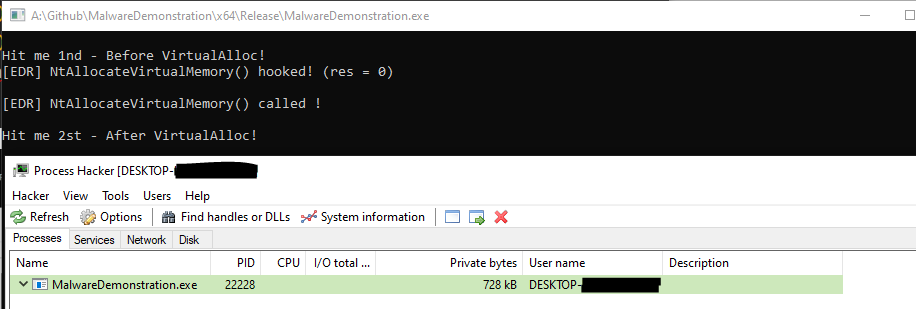 A:\Github\MalwareDemonstration\x64\Release\MalwareDemonstration.exe
Hit me 1nd - Before VirtualAlloc!
[EDR] NtAllocateVirtualMemory() hooked! (res = 0)
[EDR] NtAllocateVirtualMemory() called !
Hit me 2st - After VirtualAlloc!
Process Hacker [DESKTOP-
Hacker View Tools Users Help
Refresh Options Find handles or DLLs System information
Processes Services Network Disk
Name PID CPU I/O total ... Private bytes User name Description
MalwareDemonstration.exe 22228 728 kB DESKTOP-